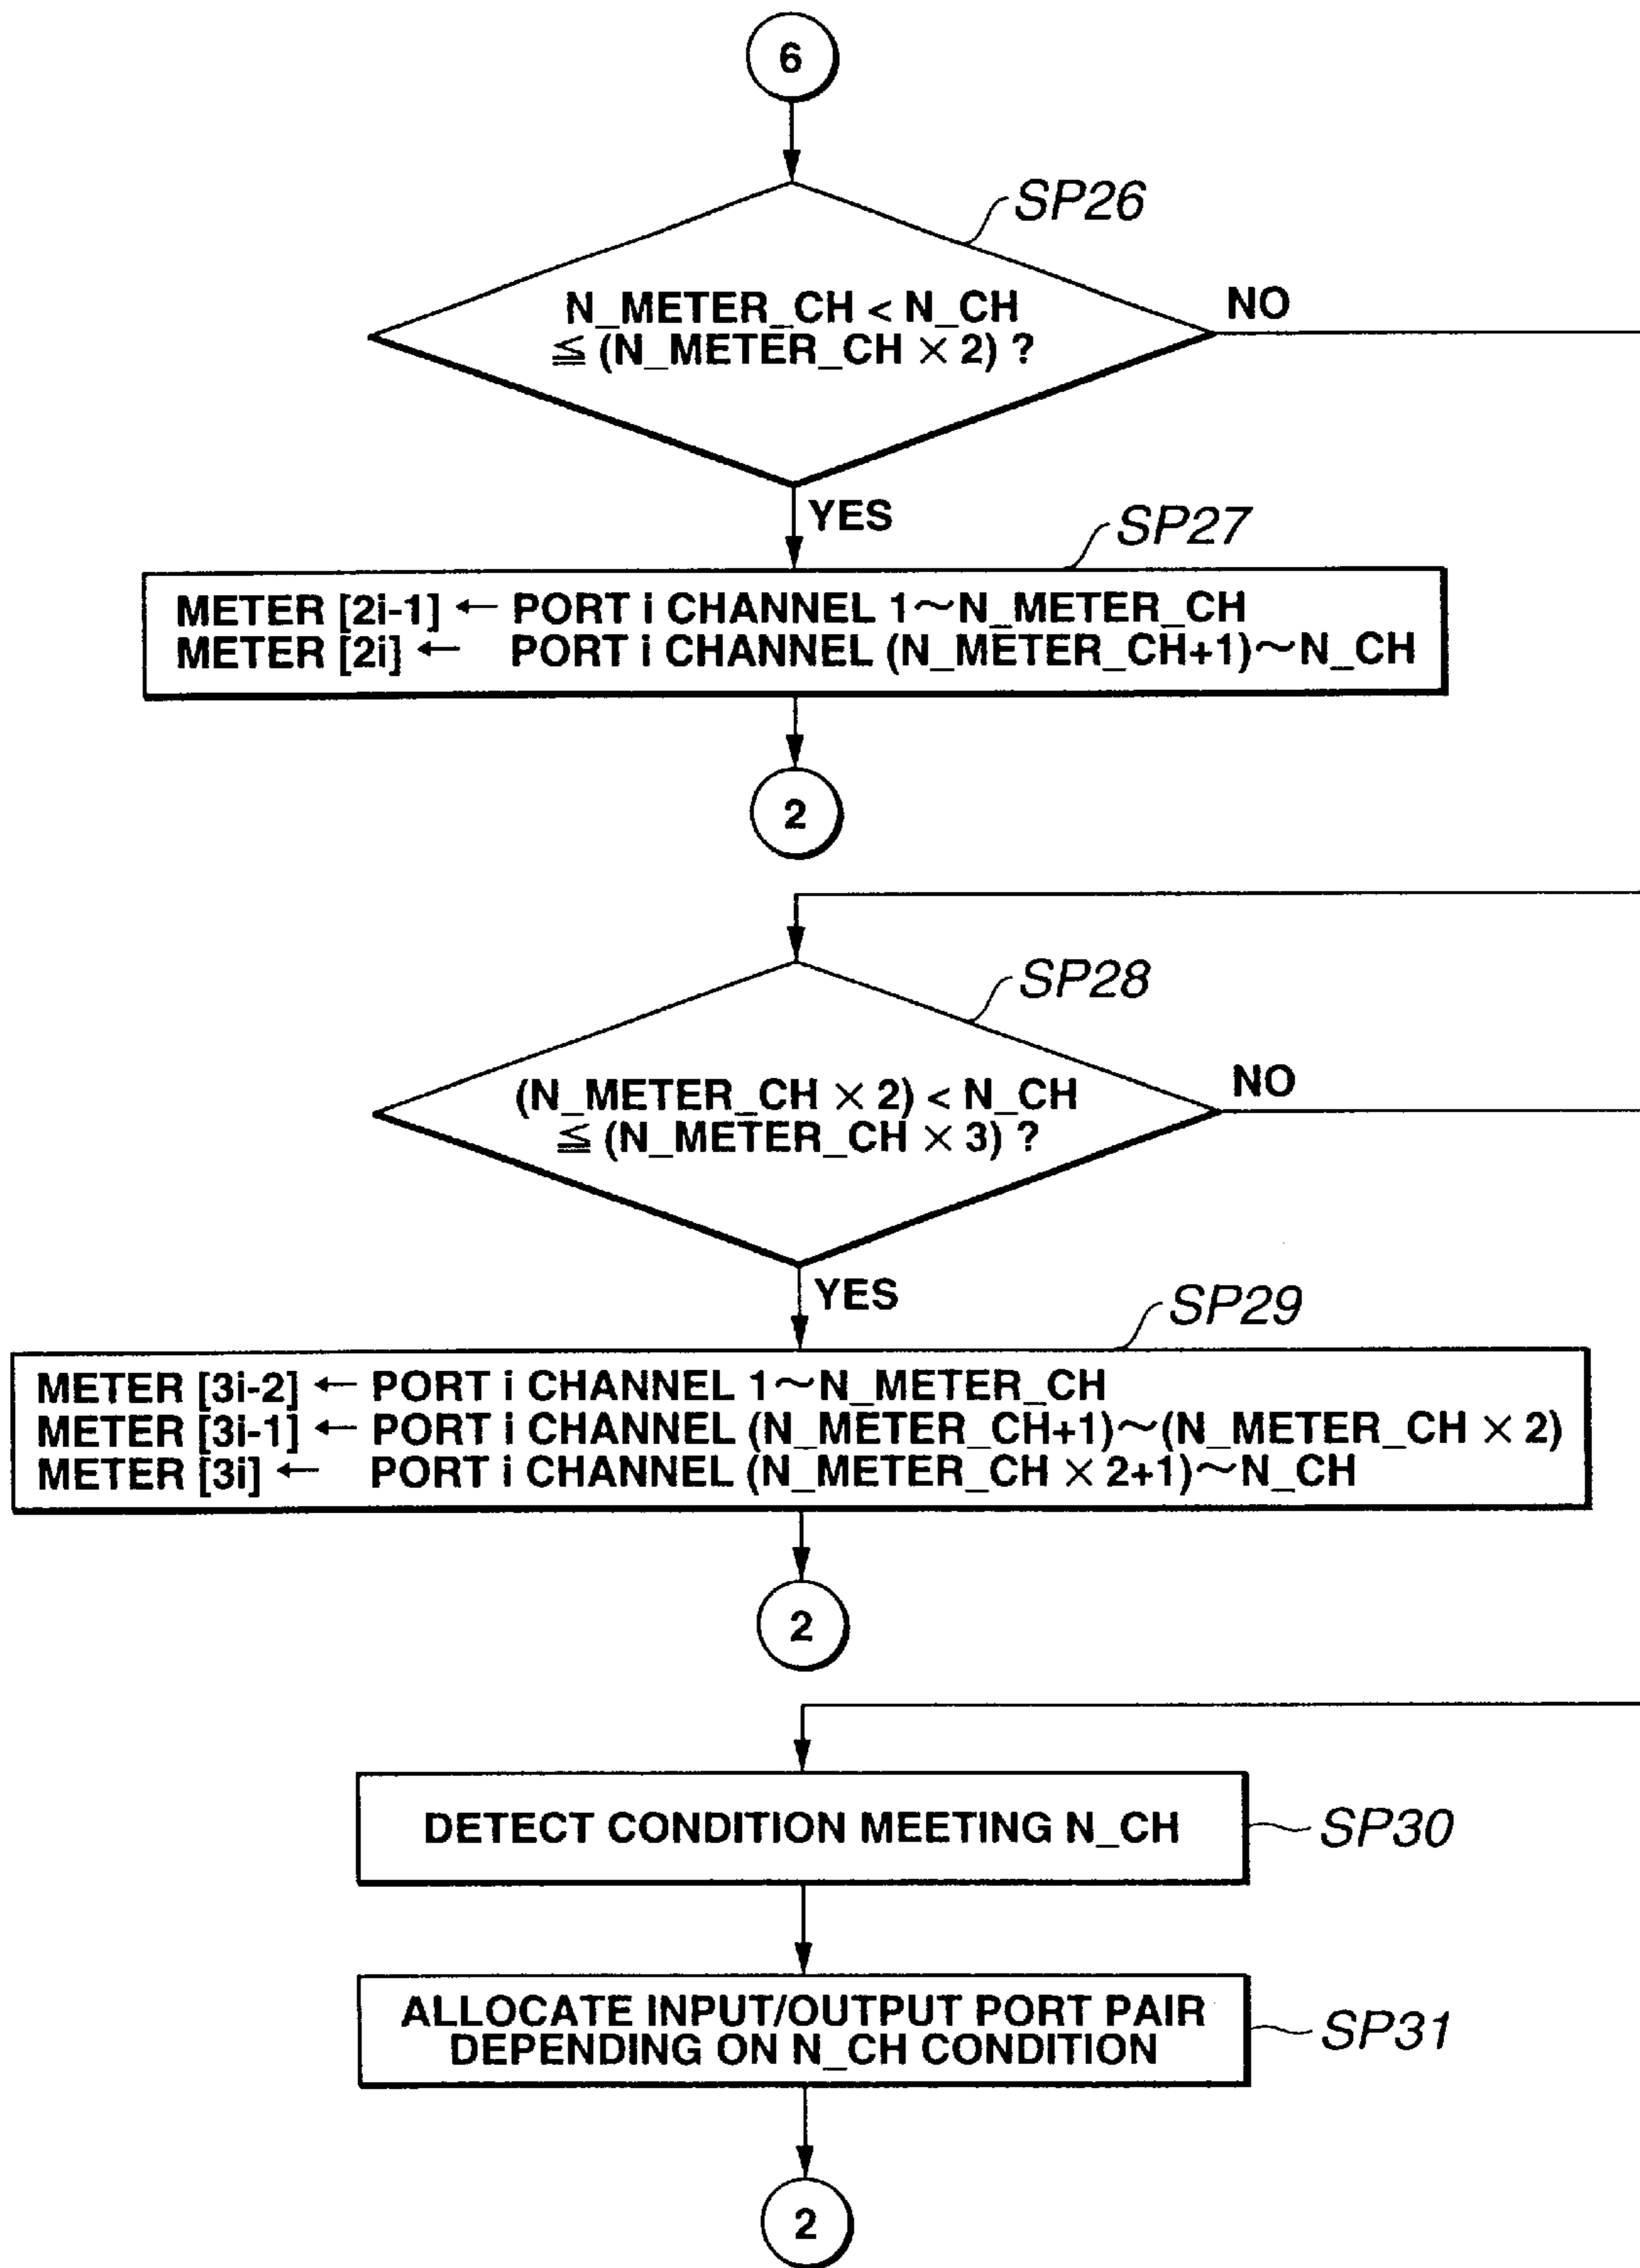 6
SP26
N_METER_CH < N_CH
≦ (N_METER_CH × 2) ?
NO
YES
SP27
METER [2i-1] ← PORT i CHANNEL 1～N_METER_CH
METER [2i] ← PORT i CHANNEL (N_METER_CH+1)～N_CH
2
SP28
(N_METER_CH × 2) < N_CH
≦ (N_METER_CH × 3) ?
NO
YES
SP29
METER [3i-2] ← PORT i CHANNEL 1～N_METER_CH
METER [3i-1] ← PORT i CHANNEL (N_METER_CH+1)～(N_METER_CH × 2)
METER [3i] ← PORT i CHANNEL (N_METER_CH × 2+1)～N_CH
2
DETECT CONDITION MEETING N_CH
SP30
ALLOCATE INPUT/OUTPUT PORT PAIR
DEPENDING ON N_CH CONDITION
SP31
2